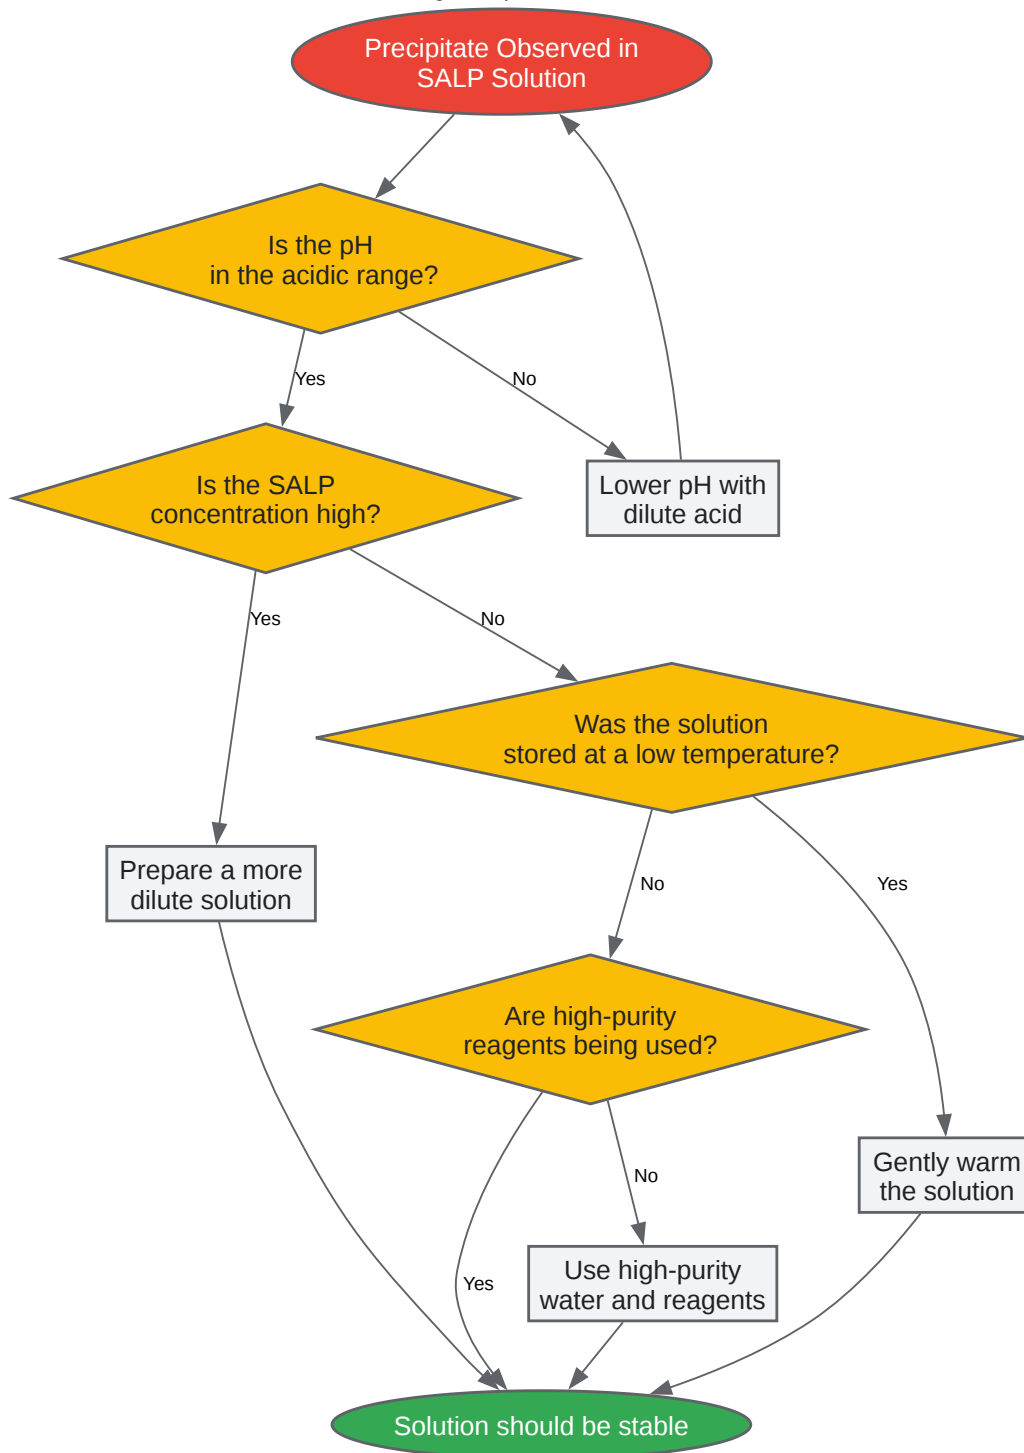 Precipitate Observed in
SALP Solution
Is the pH
in the acidic range?
Yes
No
Is the SALP
concentration high?
Lower pH with
dilute acid
Yes
No
Was the solution
stored at a low temperature?
Prepare a more
dilute solution
No
Yes
Are high-purity
reagents being used?
Gently warm
the solution
No
Yes
Use high-purity
water and reagents
Solution should be stable